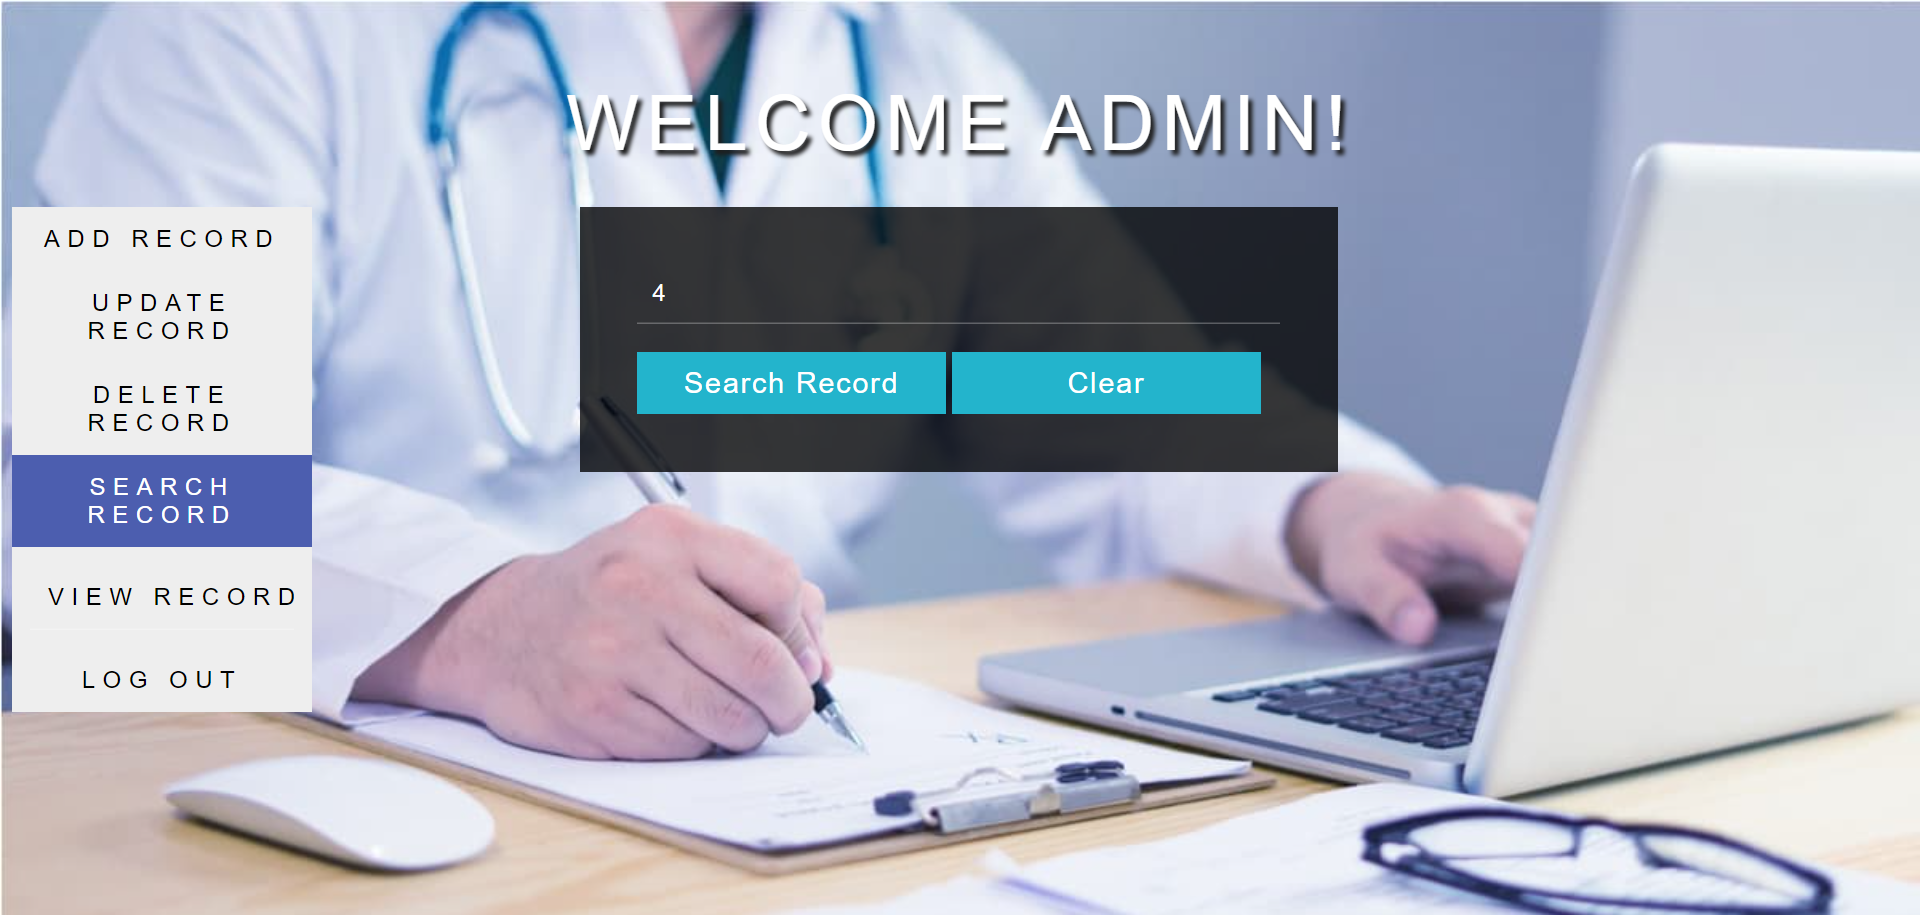 WELCOME ADMIN!
ADD RECORD
UPDATE
RECORD
DELETE
RECORD
SEARCH
RECORD
VIEW RECORD
LOG OUT
4
Search Record
Clear